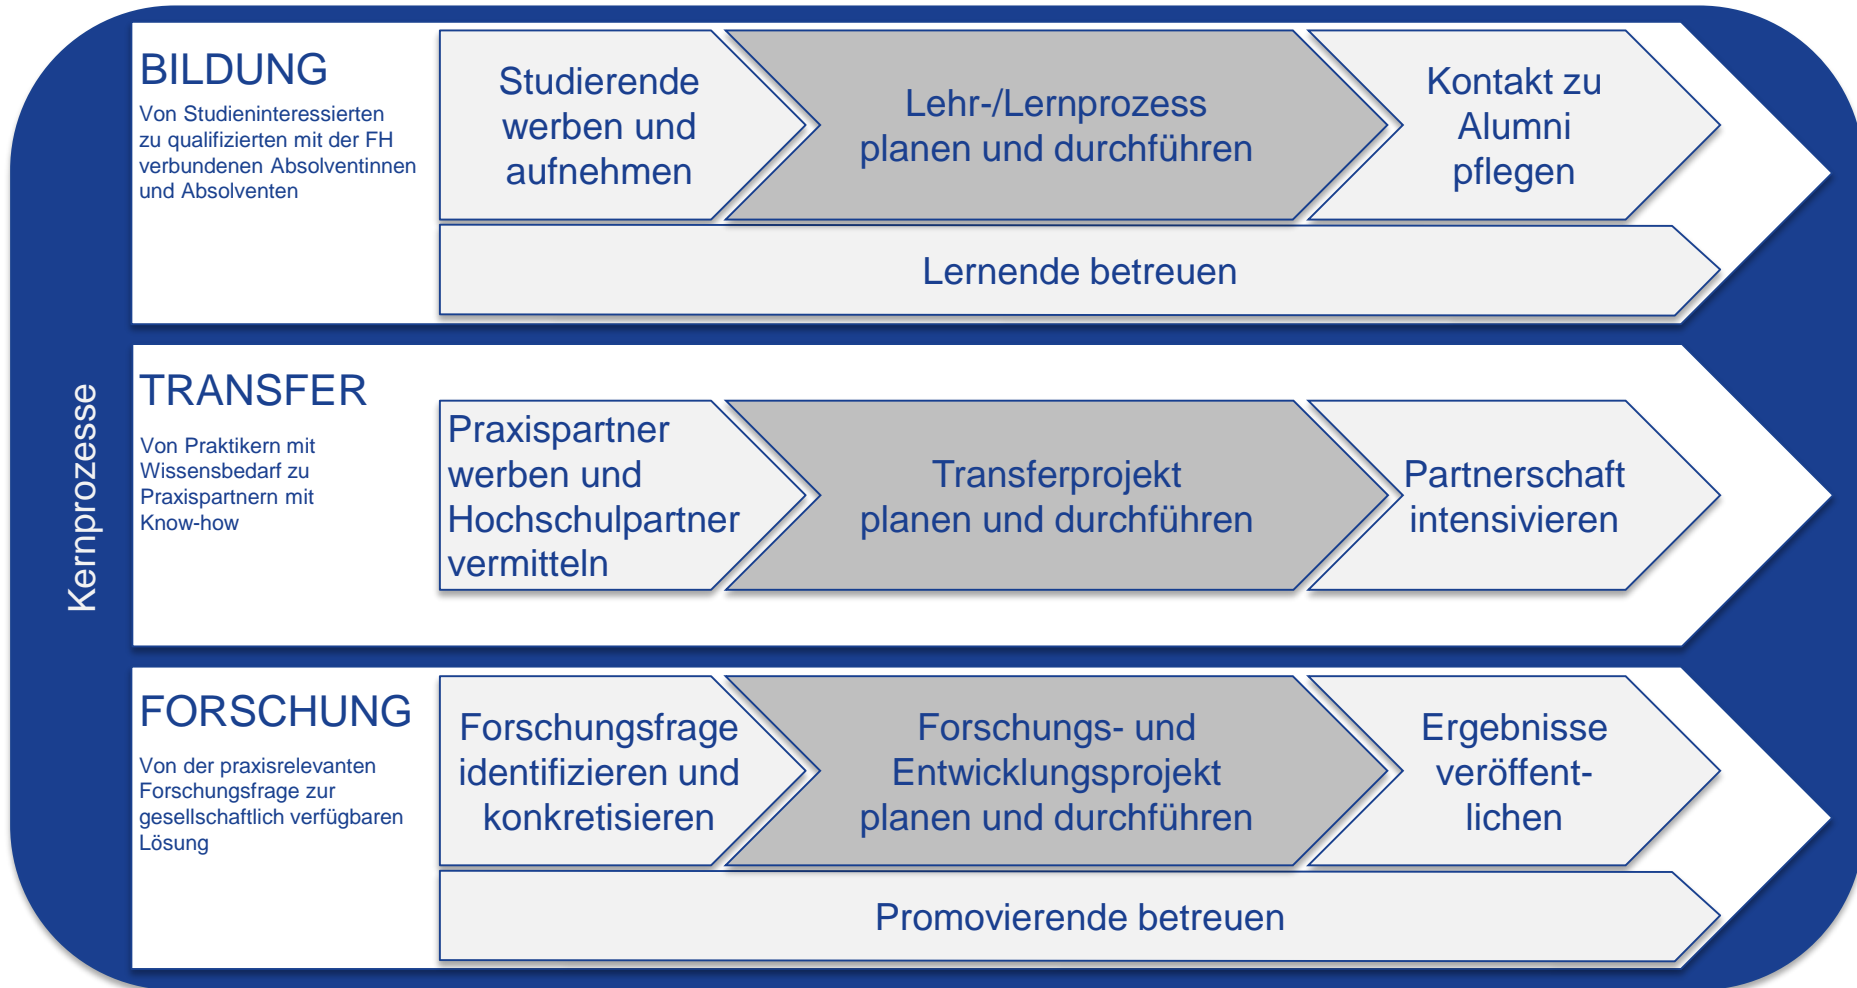 Kernprozesse
BILDUNG
Von Studieninteressierten
zu qualifizierten mit der FH
verbundenen Absolventinnen
und Absolventen
Studierende
werben und
aufnehmen
Lehr-/Lernprozess
planen und durchführen
Kontakt zu
Alumni
pflegen
Lernende betreuen
TRANSFER
Von Praktikern mit
Wissensbedarf zu
Praxispartnern mit
Know-how
Praxispartner
werben und
Hochschulpartner
vermitteln
Transferprojekt
planen und durchführen
Partnerschaft
intensivieren
FORSCHUNG
Von der praxisrelevanten
Forschungsfrage zur
gesellschaftlich verfügbaren
Lösung
Forschungsfrage
identifizieren und
konkretisieren
Forschungs- und
Entwicklungsprojekt
planen und durchführen
Ergebnisse
veröffent-
lichen
Promovierende betreuen